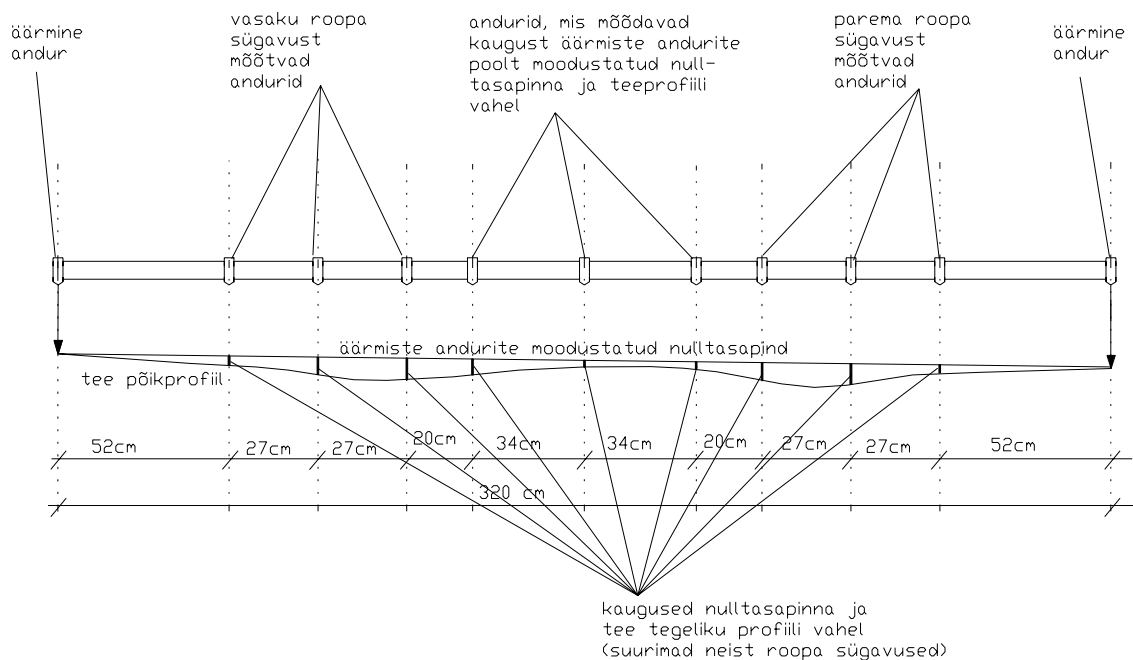 äärmine
andur
vasaku roopa
sügavust
mõõtvad
andurid
andurid, mis mõõdavad
kaugust äärmiste andurite
poolt moodustatud null-
tasapinna ja teeprofiili
vahel
parema roopa
sügavust
mõõtvad
andurid
äärmine
andur
äärmiste andurite moodustatud nulltasapind
tee põikprofiil
52cm
27cm
27cm
20cm
34cm
34cm
20cm
27cm
27cm
52cm
320 cm
kaugused nulltasapinna ja
tee tegeliku profiili vahel
(suurimad neist roopa sügavused)